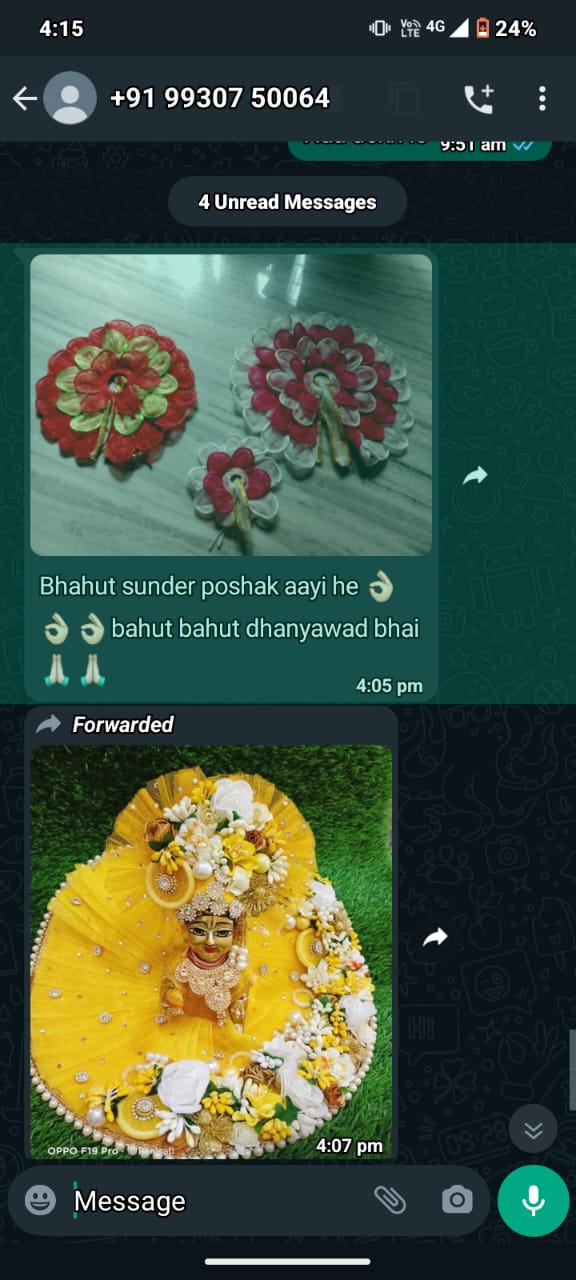 4:15
Vo LTE 4G 24%
+91 99307 50064
9:51 am
4 Unread Messages
Bhahut sunder poshak aayi he 👌
👌👌bahut bahut dhanyawad bhai
🙏🙏
4:05 pm
Forwarded
OPPO F19 Pro
4:07 pm
Message